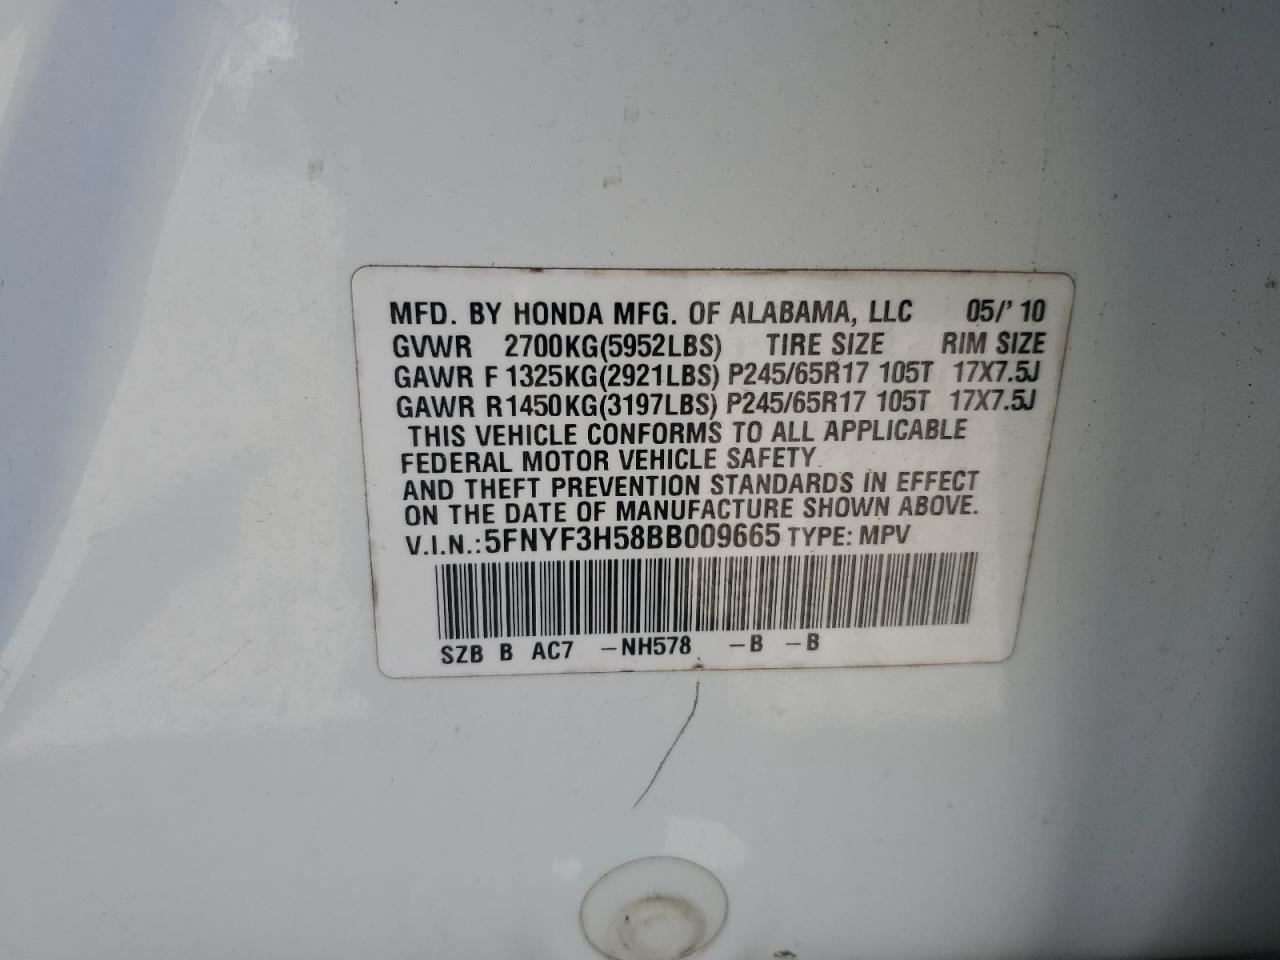 MFD. BY HONDA MFG. OF ALABAMA, LLC 05/' 10
GVWR 2700KG(5952LBS) TIRE SIZE RIM SIZE
GAWR F 1325KG(2921LBS) P245/65R17 105T 17X7.5J
GAWR R1450KG(3197LBS) P245/65R17 105T 17X7.5J
THIS VEHICLE CONFORMS TO ALL APPLICABLE
FEDERAL MOTOR VEHICLE SAFETY
AND THEFT PREVENTION STANDARDS IN EFFECT
ON THE DATE OF MANUFACTURE SHOWN ABOVE.
V.I.N.: 5FNYF3H58BB009665 TYPE: MPV
SZB B AC7 -NH578 -B -B